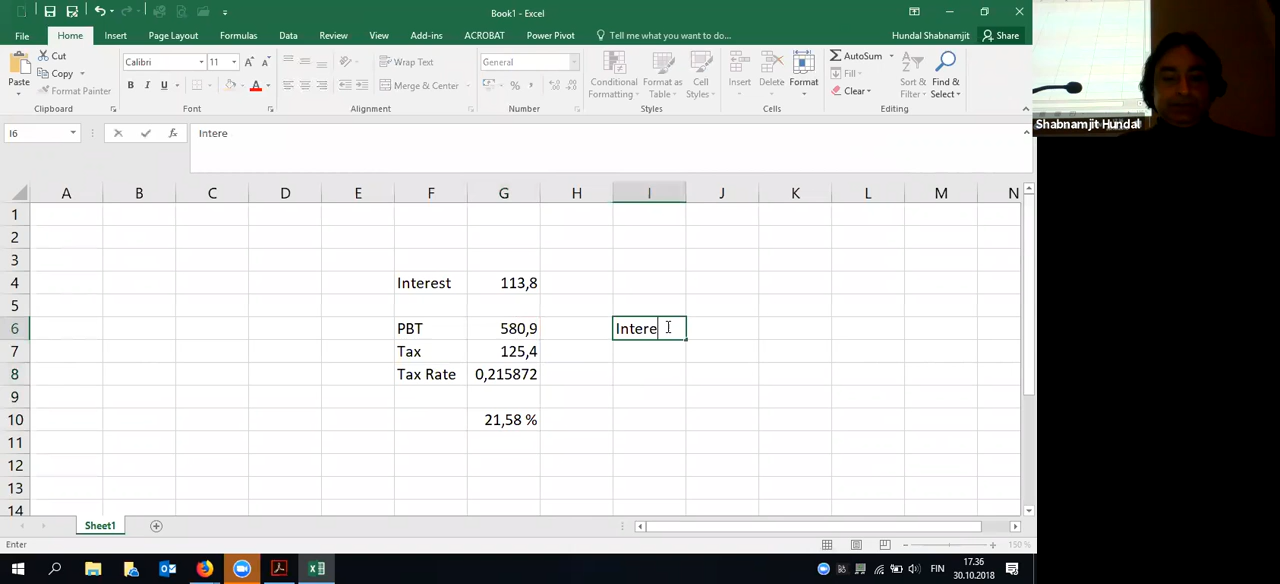 Book1 - Excel
File Home Insert Page Layout Formulas Data Review View Add-ins ACROBAT Power Pivot Tell me what you want to do... Hundal Shabnamjit Share
Paste Cut Copy Format Painter Clipboard
Calibri 11 A A B I U A Font
Wrap Text Merge & Center Alignment
General % Number
Conditional Formatting Format as Table Cell Styles Styles
Insert Delete Format Cells
AutoSum Fill Clear Sort & Filter Find & Select Editing
Shabnamjit Hundal
I6 fx Intere
A B C D E F G H I J K L M N
1
2
3
4 Interest 113,8
5
6 PBT 580,9 Intere
7 Tax 125,4
8 Tax Rate 0,215872
9
10 21,58 %
11
12
13
14
Sheet1
Enter 150 %
FIN 17.36
30.10.2018